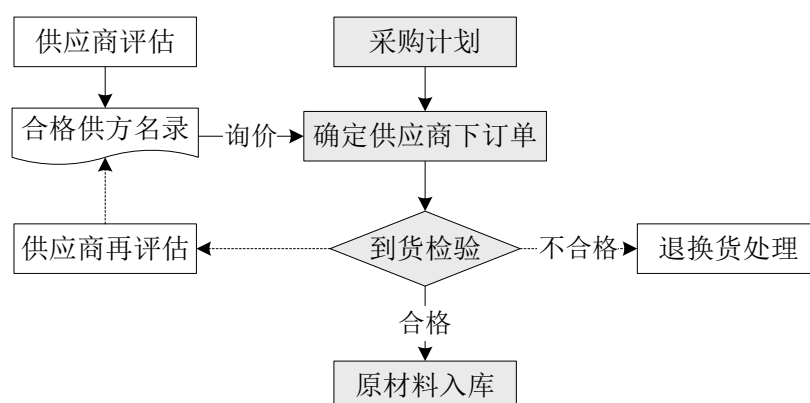 供应商评估
采购计划
合格供方名录
询价
确定供应商下订单
供应商再评估
到货检验
不合格
退换货处理
合格
原材料入库